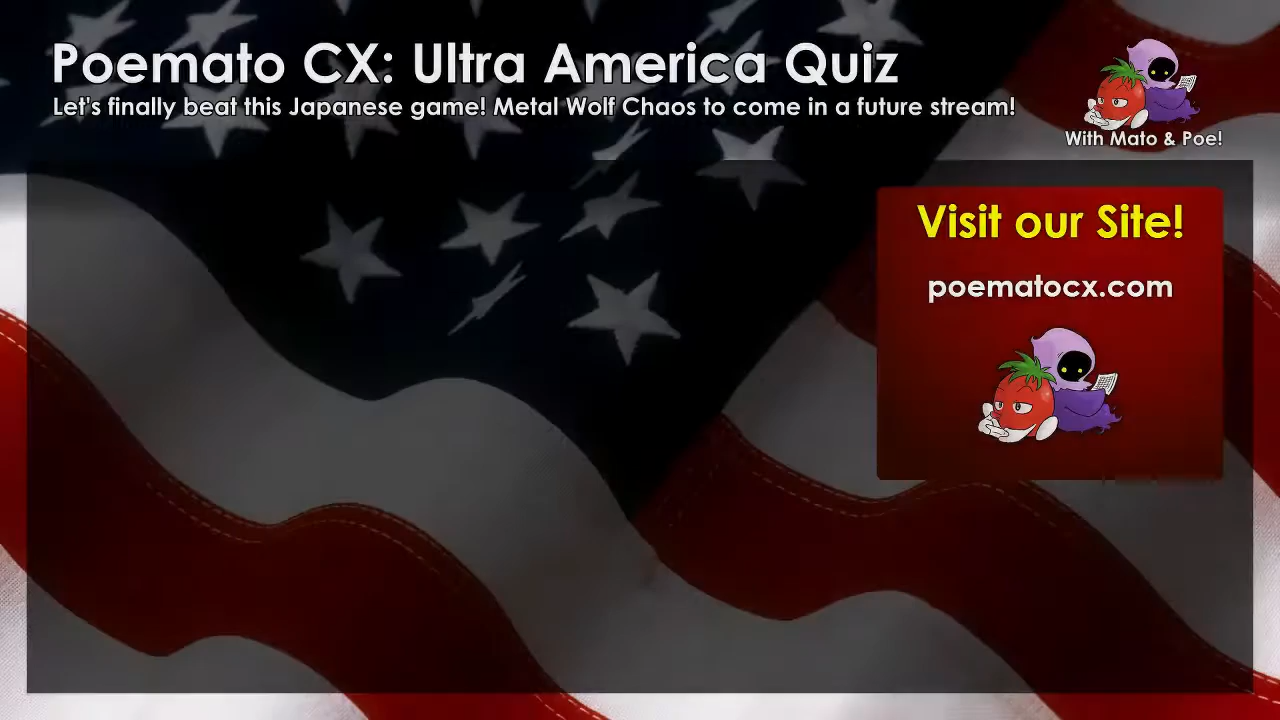 Poemato CX: Ultra America Quiz
Let's finally beat this Japanese game! Metal Wolf Chaos to come in a future stream!
With Mato & Poe!
Visit our Site!
poematocx.com